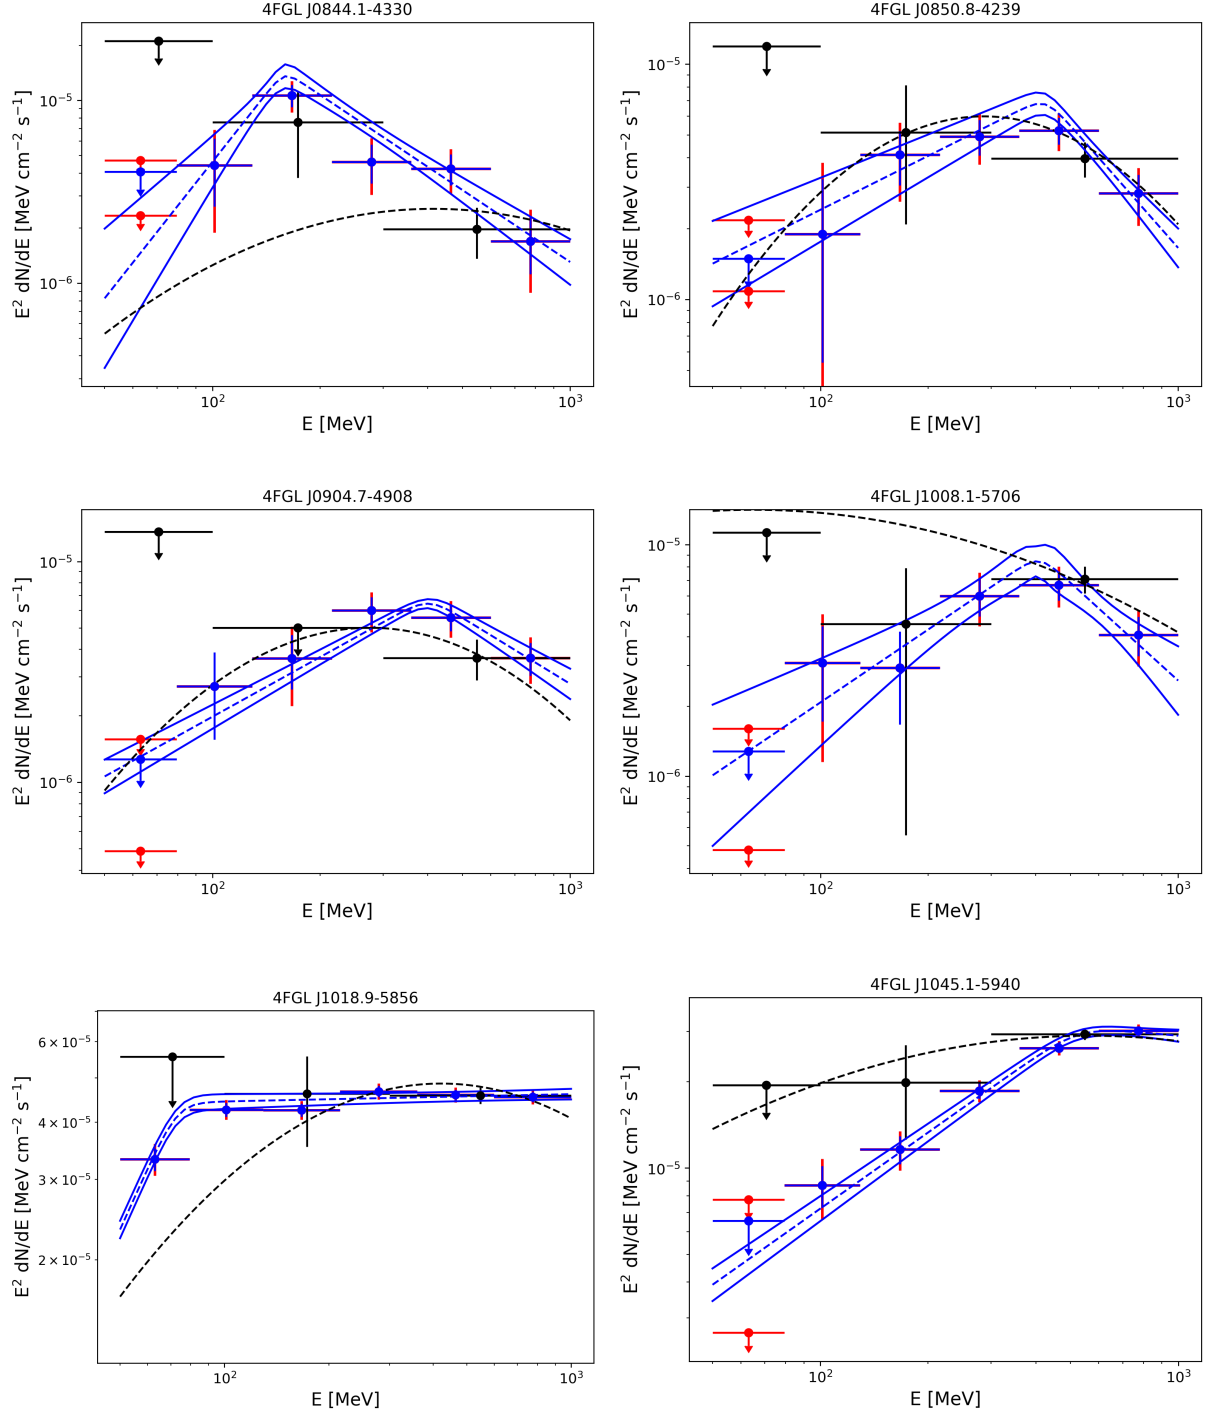 4FGL J0844.1-4330
E² dN/dE [MeV cm⁻² s⁻¹]
10⁻⁵
10⁻⁶
10²
10³
E [MeV]
4FGL J0850.8-4239
E² dN/dE [MeV cm⁻² s⁻¹]
10⁻⁵
10⁻⁶
10²
10³
E [MeV]
4FGL J0904.7-4908
E² dN/dE [MeV cm⁻² s⁻¹]
10⁻⁵
10⁻⁶
10²
10³
E [MeV]
4FGL J1008.1-5706
E² dN/dE [MeV cm⁻² s⁻¹]
10⁻⁵
10⁻⁶
10²
10³
E [MeV]
4FGL J1018.9-5856
E² dN/dE [MeV cm⁻² s⁻¹]
6 × 10⁻⁵
4 × 10⁻⁵
3 × 10⁻⁵
2 × 10⁻⁵
10²
10³
E [MeV]
4FGL J1045.1-5940
E² dN/dE [MeV cm⁻² s⁻¹]
10⁻⁵
10²
10³
E [MeV]